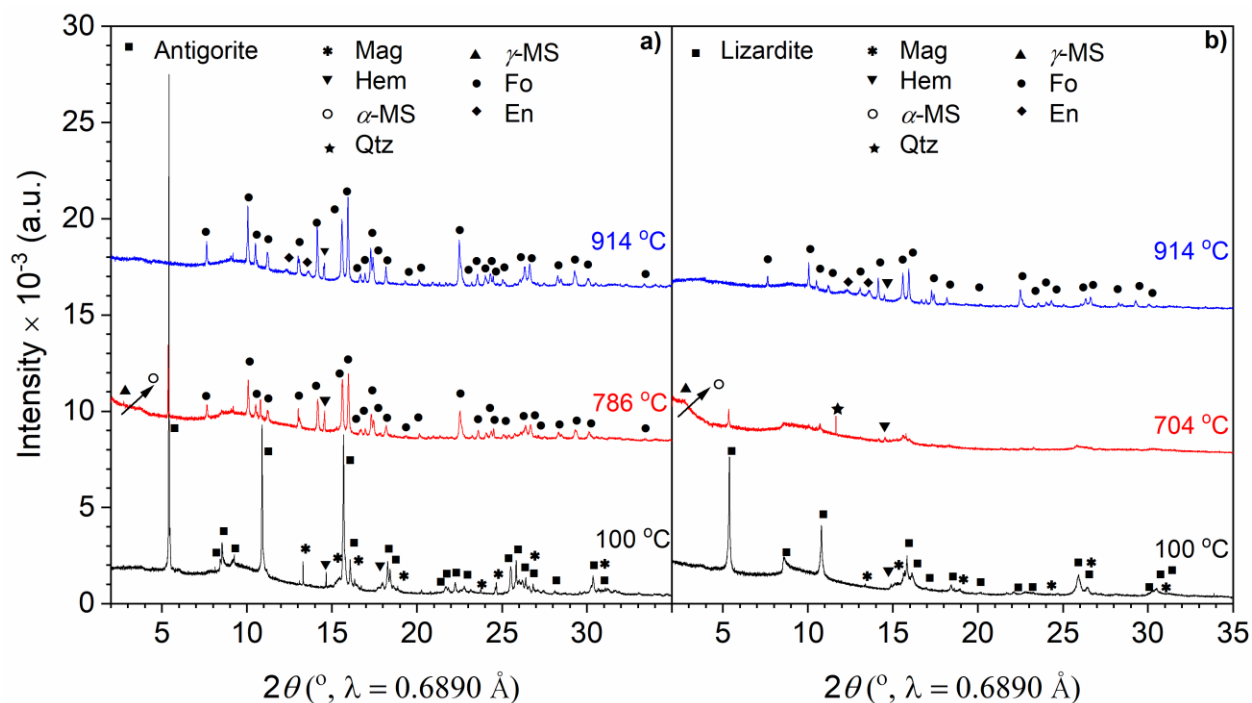 30
25
20
15
10
5
0
Intensity × 10⁻³ (a.u.)
a)
Antigorite
Mag
γ-MS
Hem
Fo
α-MS
En
Qtz
914 °C
786 °C
100 °C
5 10 15 20 25 30
2θ (°, λ = 0.6890 Å)
b)
Lizardite
Mag
γ-MS
Hem
Fo
α-MS
En
Qtz
914 °C
704 °C
100 °C
5 10 15 20 25 30 35
2θ (°, λ = 0.6890 Å)